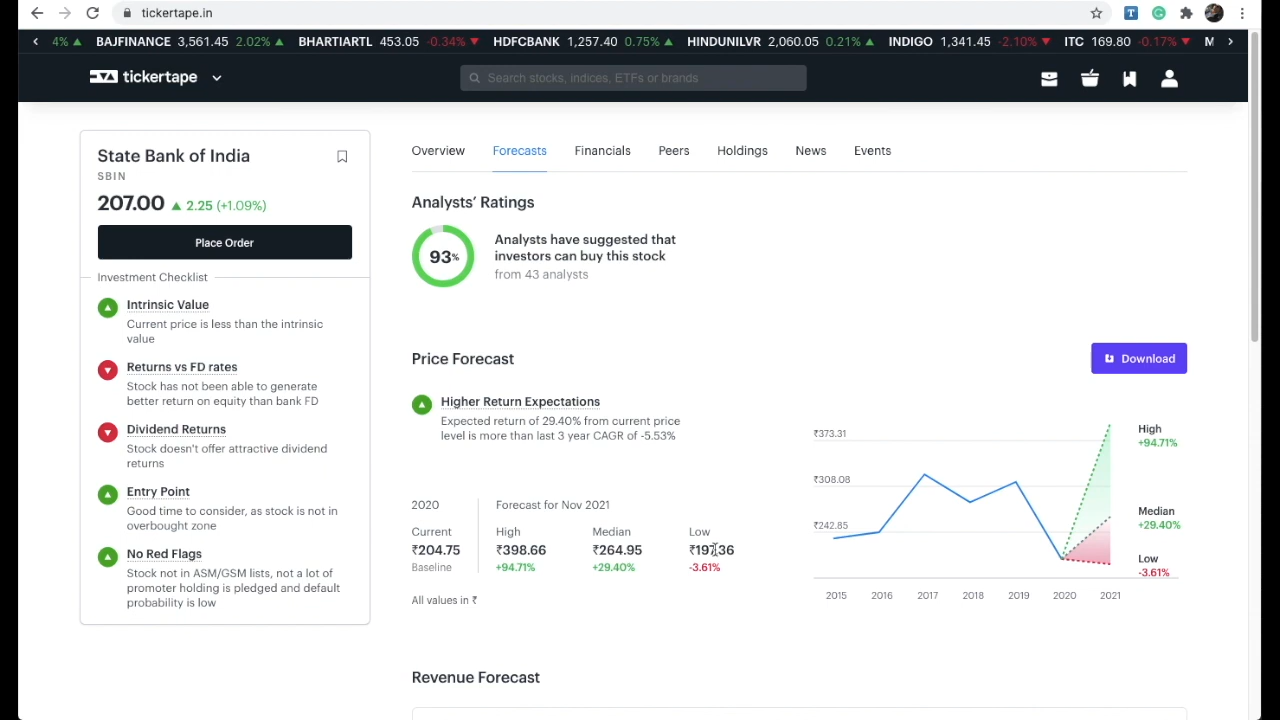 tickertape.in
4% ▲ BAJFINANCE 3,561.45 2.02% ▲ BHARTIARTL 453.05 -0.34% ▼ HDFCBANK 1,257.40 0.75% ▲ HINDUNILVR 2,060.05 0.21% ▲ INDIGO 1,341.45 -2.10% ▼ ITC 169.80 -0.17% ▼ M
tickertape
Search stocks, indices, ETFs or brands
State Bank of India
SBIN
207.00 ▲ 2.25 (+1.09%)
Place Order
Investment Checklist
Intrinsic Value
Current price is less than the intrinsic
value
Returns vs FD rates
Stock has not been able to generate
better return on equity than bank FD
Dividend Returns
Stock doesn't offer attractive dividend
returns
Entry Point
Good time to consider, as stock is not in
overbought zone
No Red Flags
Stock not in ASM/GSM lists, not a lot of
promoter holding is pledged and default
probability is low
Overview Forecasts Financials Peers Holdings News Events
Analysts' Ratings
93%
Analysts have suggested that
investors can buy this stock
from 43 analysts
Price Forecast
Download
Higher Return Expectations
Expected return of 29.40% from current price
level is more than last 3 year CAGR of -5.53%
2020 Forecast for Nov 2021
Current High Median Low
₹204.75 ₹398.66 ₹264.95 ₹197.36
Baseline +94.71% +29.40% -3.61%
All values in ₹
₹373.31
₹308.08
₹242.85
High
+94.71%
Median
+29.40%
Low
-3.61%
2015 2016 2017 2018 2019 2020 2021
Revenue Forecast